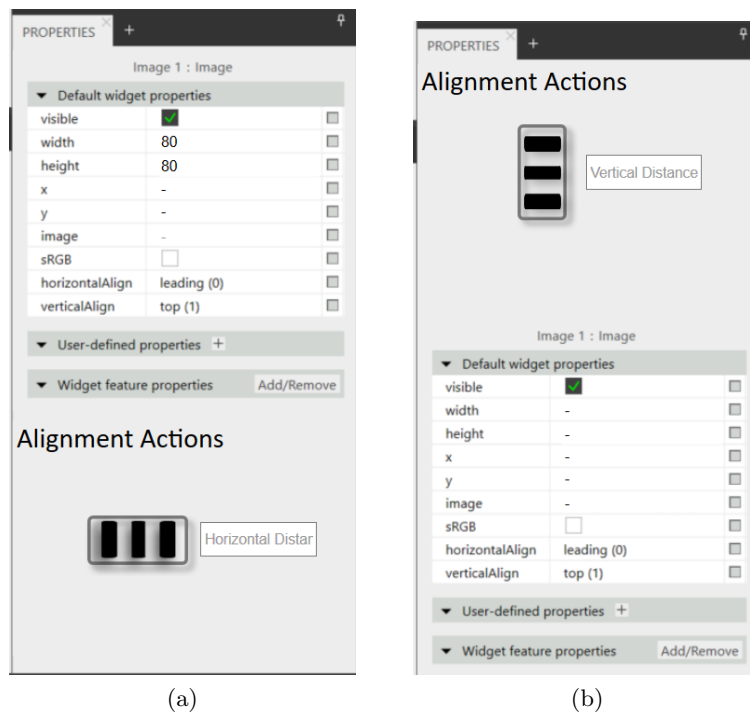 PROPERTIES × +
Image 1 : Image
Default widget properties
visible
width 80
height 80
x -
y -
image -
sRGB
horizontalAlign leading (0)
verticalAlign top (1)
User-defined properties +
Widget feature properties Add/Remove
Alignment Actions
Horizontal Distar
(a)
PROPERTIES × +
Alignment Actions
Vertical Distance
Image 1 : Image
Default widget properties
visible
width -
height -
x -
y -
image -
sRGB
horizontalAlign leading (0)
verticalAlign top (1)
User-defined properties +
Widget feature properties Add/Remove
(b)